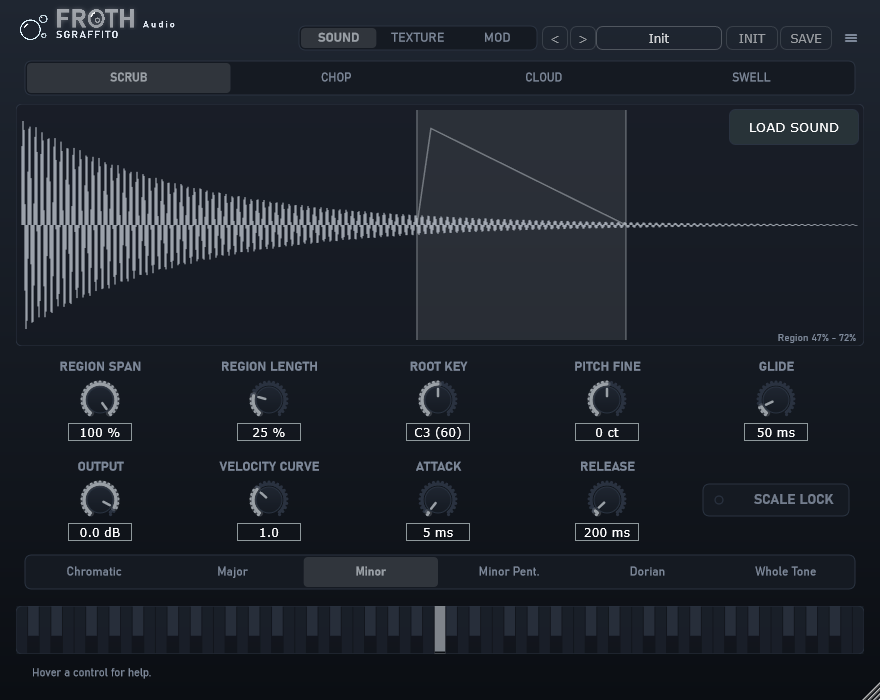 FROTH Audio
SGRAFFITO
SOUND TEXTURE MOD < > Init INIT SAVE
SCRUB CHOP CLOUD SWELL
LOAD SOUND
Region 47% - 72%
REGION SPAN REGION LENGTH ROOT KEY PITCH FINE GLIDE
100 % 25 % C3 (60) 0 ct 50 ms
OUTPUT VELOCITY CURVE ATTACK RELEASE
SCALE LOCK
0.0 dB 1.0 5 ms 200 ms
Chromatic Major Minor Minor Pent. Dorian Whole Tone
Hover a control for help.